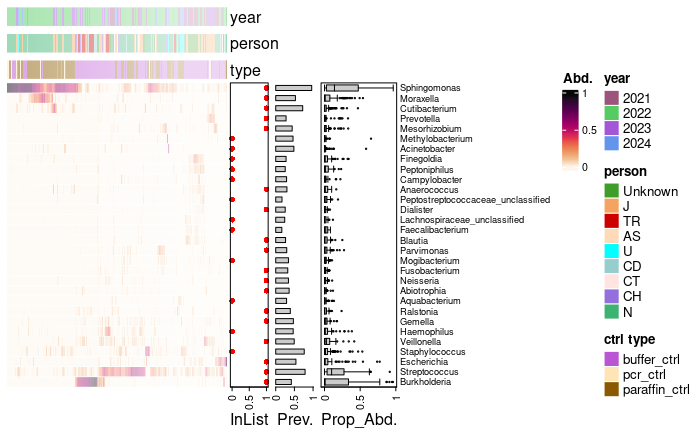 year
person
type
Sphingomonas
Moraxella
Cutibacterium
Prevotella
Mesorhizobium
Methylobacterium
Acinetobacter
Finegoldia
Peptoniphilus
Campylobacter
Anaerococcus
Peptostreptococcaceae_unclassified
Dialister
Lachnospiraceae_unclassified
Faecalibacterium
Blautia
Parvimonas
Mogibacterium
Fusobacterium
Neisseria
Abiotrophia
Aquabacterium
Ralstonia
Gemella
Haemophilus
Veillonella
Staphylococcus
Escherichia
Streptococcus
Burkholderia
0 0.5 1 0 0.5 1 0 0.5 1
InList Prev. Prop_Abd.
Abd.
1
0.5
0
year
2021
2022
2023
2024
person
Unknown
J
TR
AS
U
CD
CT
CH
N
ctrl type
buffer_ctrl
pcr_ctrl
paraffin_ctrl